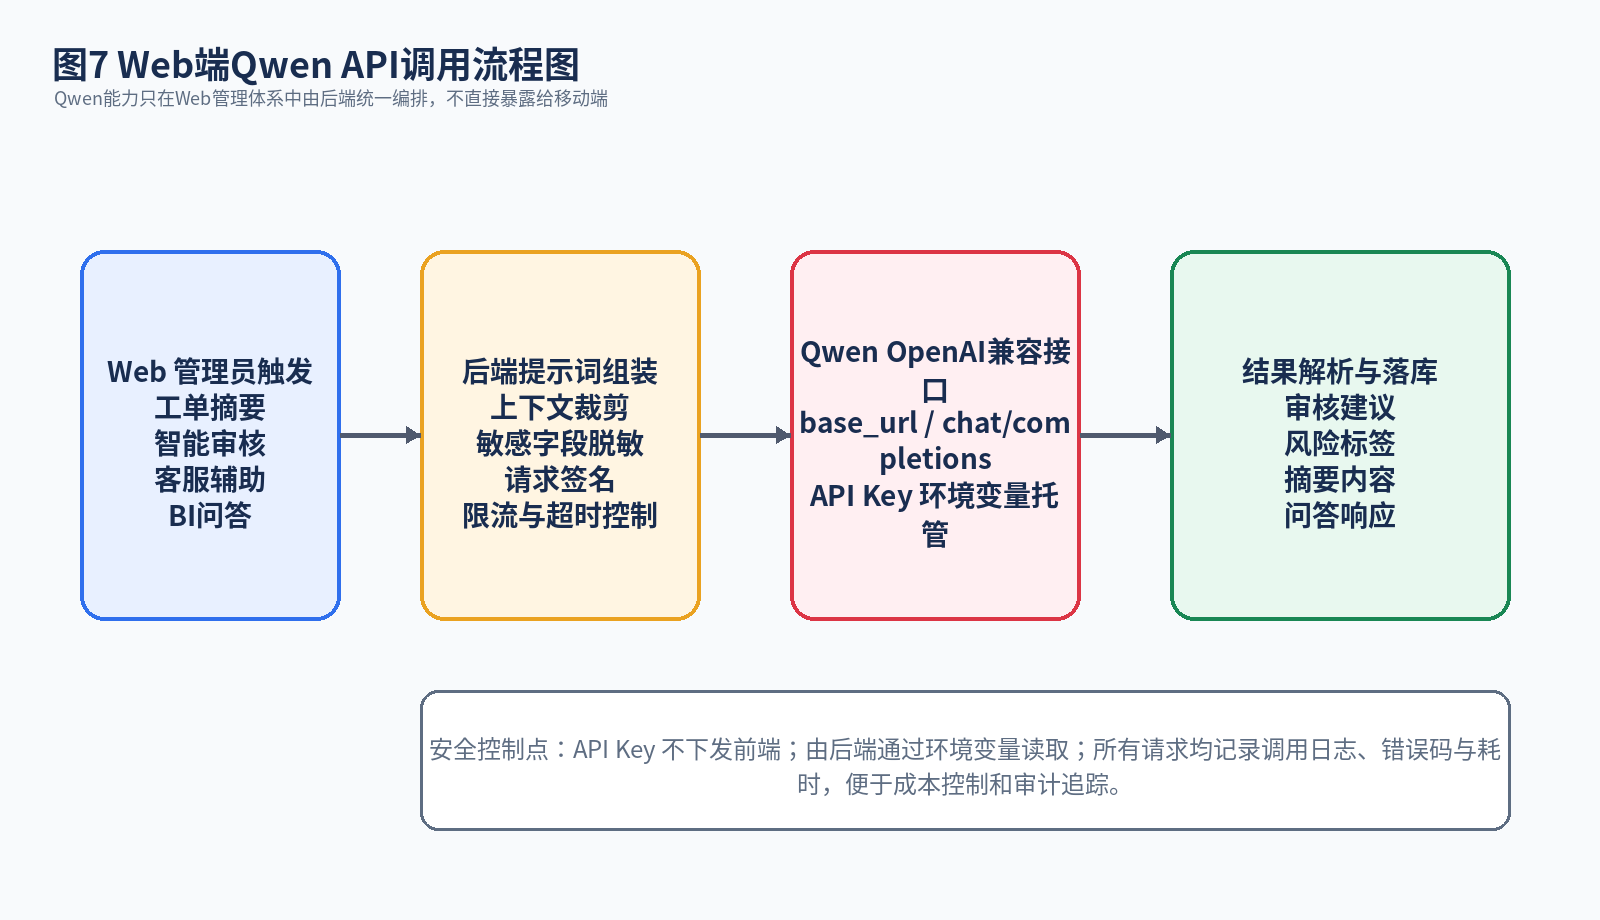 图7 Web端Qwen API调用流程图
Qwen能力只在Web管理体系中由后端统一编排，不直接暴露给移动端
Web 管理员触发
工单摘要
智能审核
客服辅助
BI问答
后端提示词组装
上下文裁剪
敏感字段脱敏
请求签名
限流与超时控制
Qwen OpenAI兼容接
口
base_url / chat/com
pletions
API Key 环境变量托
管
结果解析与落库
审核建议
风险标签
摘要内容
问答响应
安全控制点：API Key 不下发前端；由后端通过环境变量读取；所有请求均记录调用日志、错误码与耗
时，便于成本控制和审计追踪。